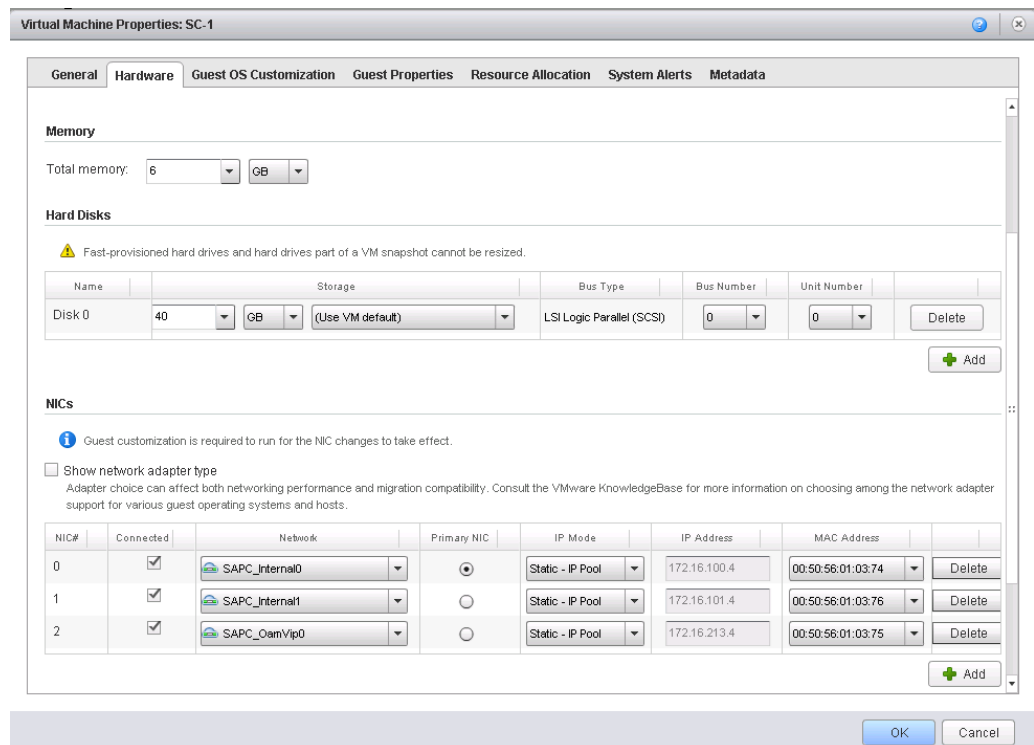 Virtual Machine Properties: SC-1
General Hardware Guest OS Customization Guest Properties Resource Allocation System Alerts Metadata
Memory
Total memory: 6 GB
Hard Disks
Fast-provisioned hard drives and hard drives part of a VM snapshot cannot be resized.
Name Storage Bus Type Bus Number Unit Number
Disk 0 40 GB (Use VM default) LSI Logic Parallel (SCSI) 0 0 Delete
Add
NICs
Guest customization is required to run for the NIC changes to take effect.
Show network adapter type
Adapter choice can affect both networking performance and migration compatibility. Consult the VMware KnowledgeBase for more information on choosing among the network adapter
support for various guest operating systems and hosts.
NIC# Connected Network Primary NIC IP Mode IP Address MAC Address
0 SAPC_Internal0 Static - IP Pool 172.16.100.4 00:50:56:01:03:74 Delete
1 SAPC_Internal1 Static - IP Pool 172.16.101.4 00:50:56:01:03:76 Delete
2 SAPC_OamVip0 Static - IP Pool 172.16.213.4 00:50:56:01:03:75 Delete
Add
OK Cancel